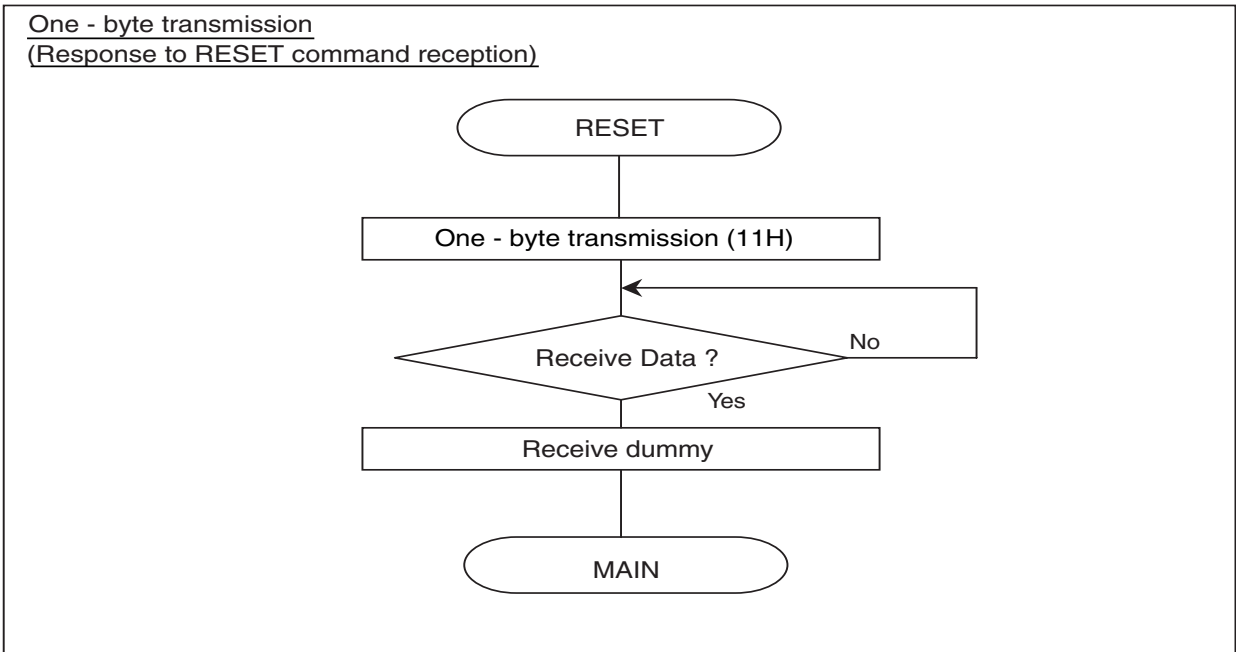 One - byte transmission
(Response to RESET command reception)
RESET
One - byte transmission (11H)
Receive Data ?
No
Yes
Receive dummy
MAIN